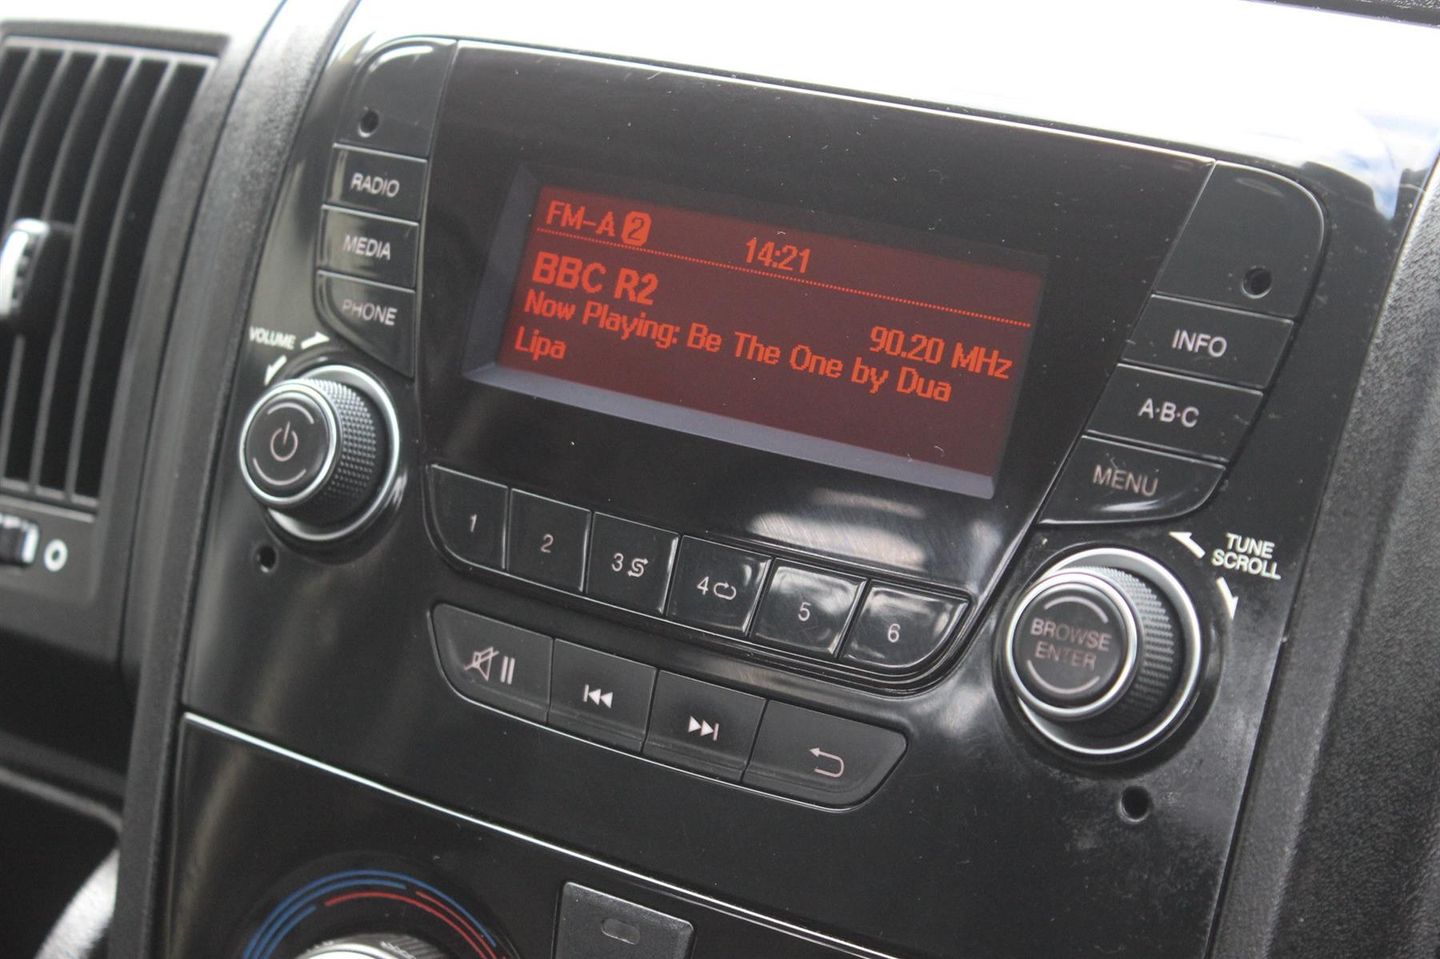 RADIO
MEDIA
PHONE
VOLUME
FM-A 2
14:21
BBC R2
90.20 MHz
Now Playing: Be The One by Dua
Lipa
INFO
A·B·C
MENU
TUNE
SCROLL
BROWSE
ENTER
1
2
3
4
5
6